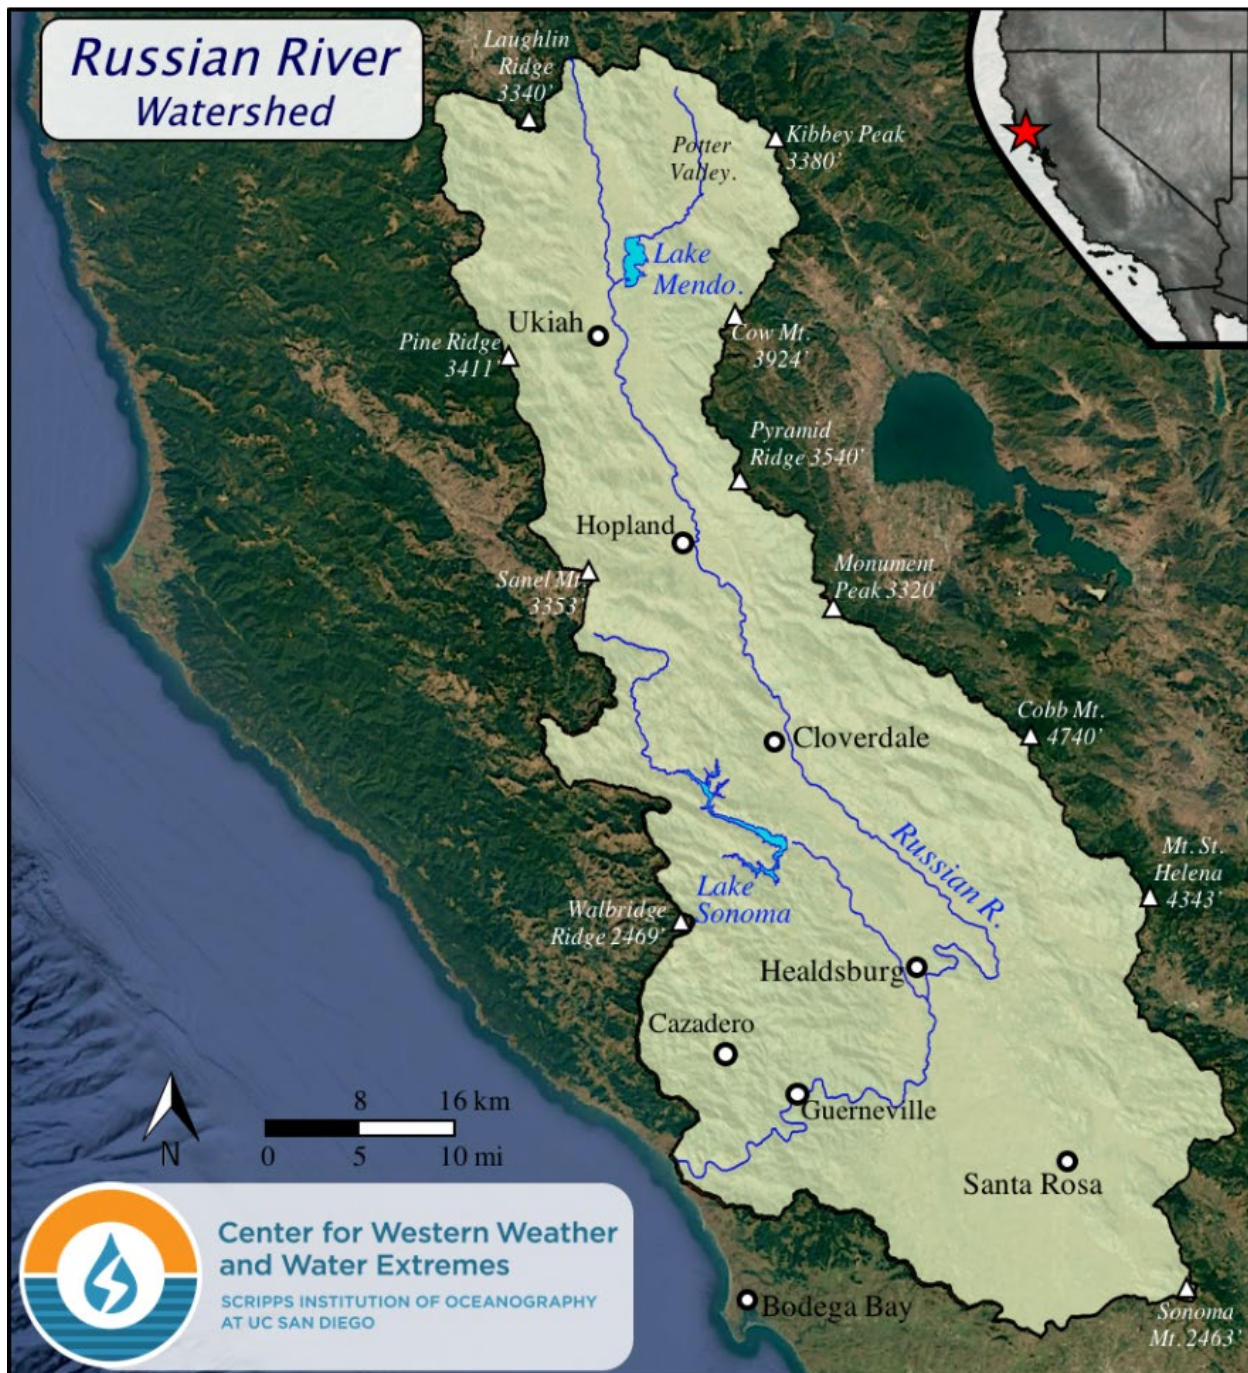 Russian River
Watershed
Laughlin
Ridge
3340'
Potter
Valley.
Kibbey Peak
3380'
Lake
Mendo.
Ukiah
Pine Ridge
3411'
Cow Mt.
3924'
Pyramid
Ridge 3540'
Hopland
Sanel Mt.
3353'
Monument
Peak 3320'
Cobb Mt.
4740'
Cloverdale
Russian R.
Mt. St.
Helena
4343'
Lake
Sonoma
Walbridge
Ridge 2469'
Healdsburg
Cazadero
Guerneville
Santa Rosa
8 16 km
0 5 10 mi
N
Center for Western Weather
and Water Extremes
SCRIPPS INSTITUTION OF OCEANOGRAPHY
AT UC SAN DIEGO
Bodega Bay
Sonoma
Mt. 2463'